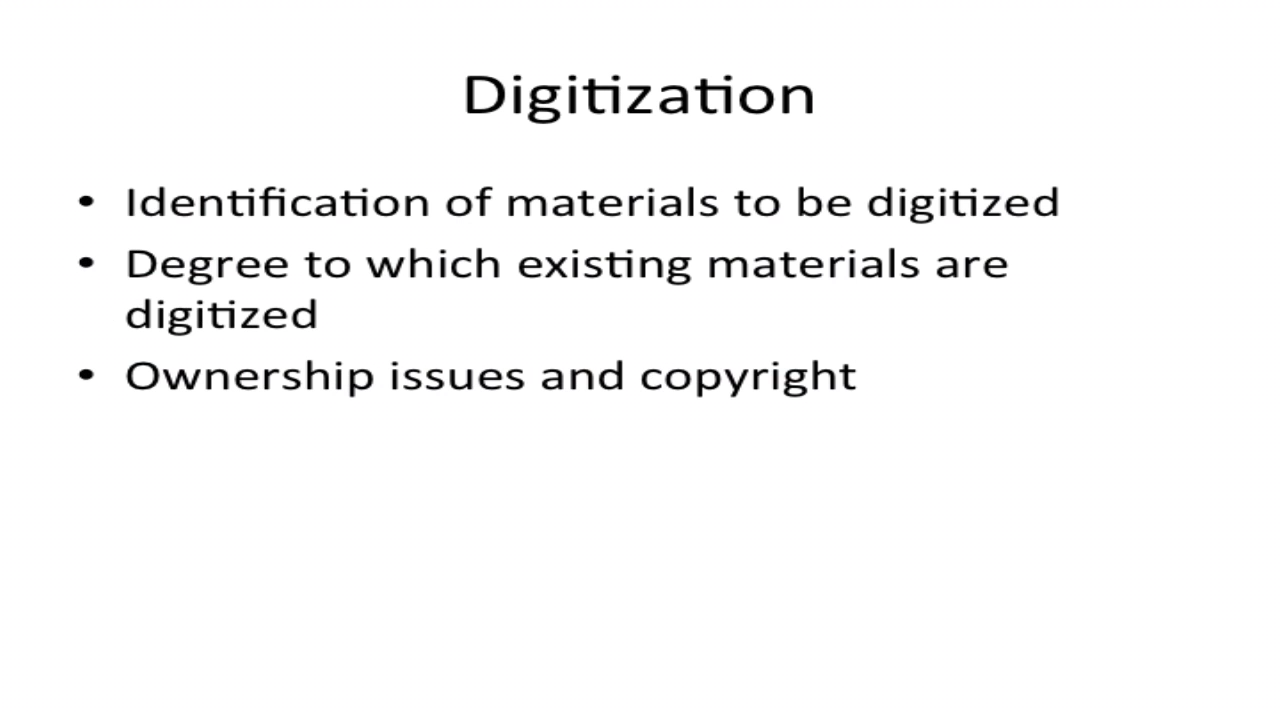 Digitization
• Identification of materials to be digitized
• Degree to which existing materials are
digitized
• Ownership issues and copyright